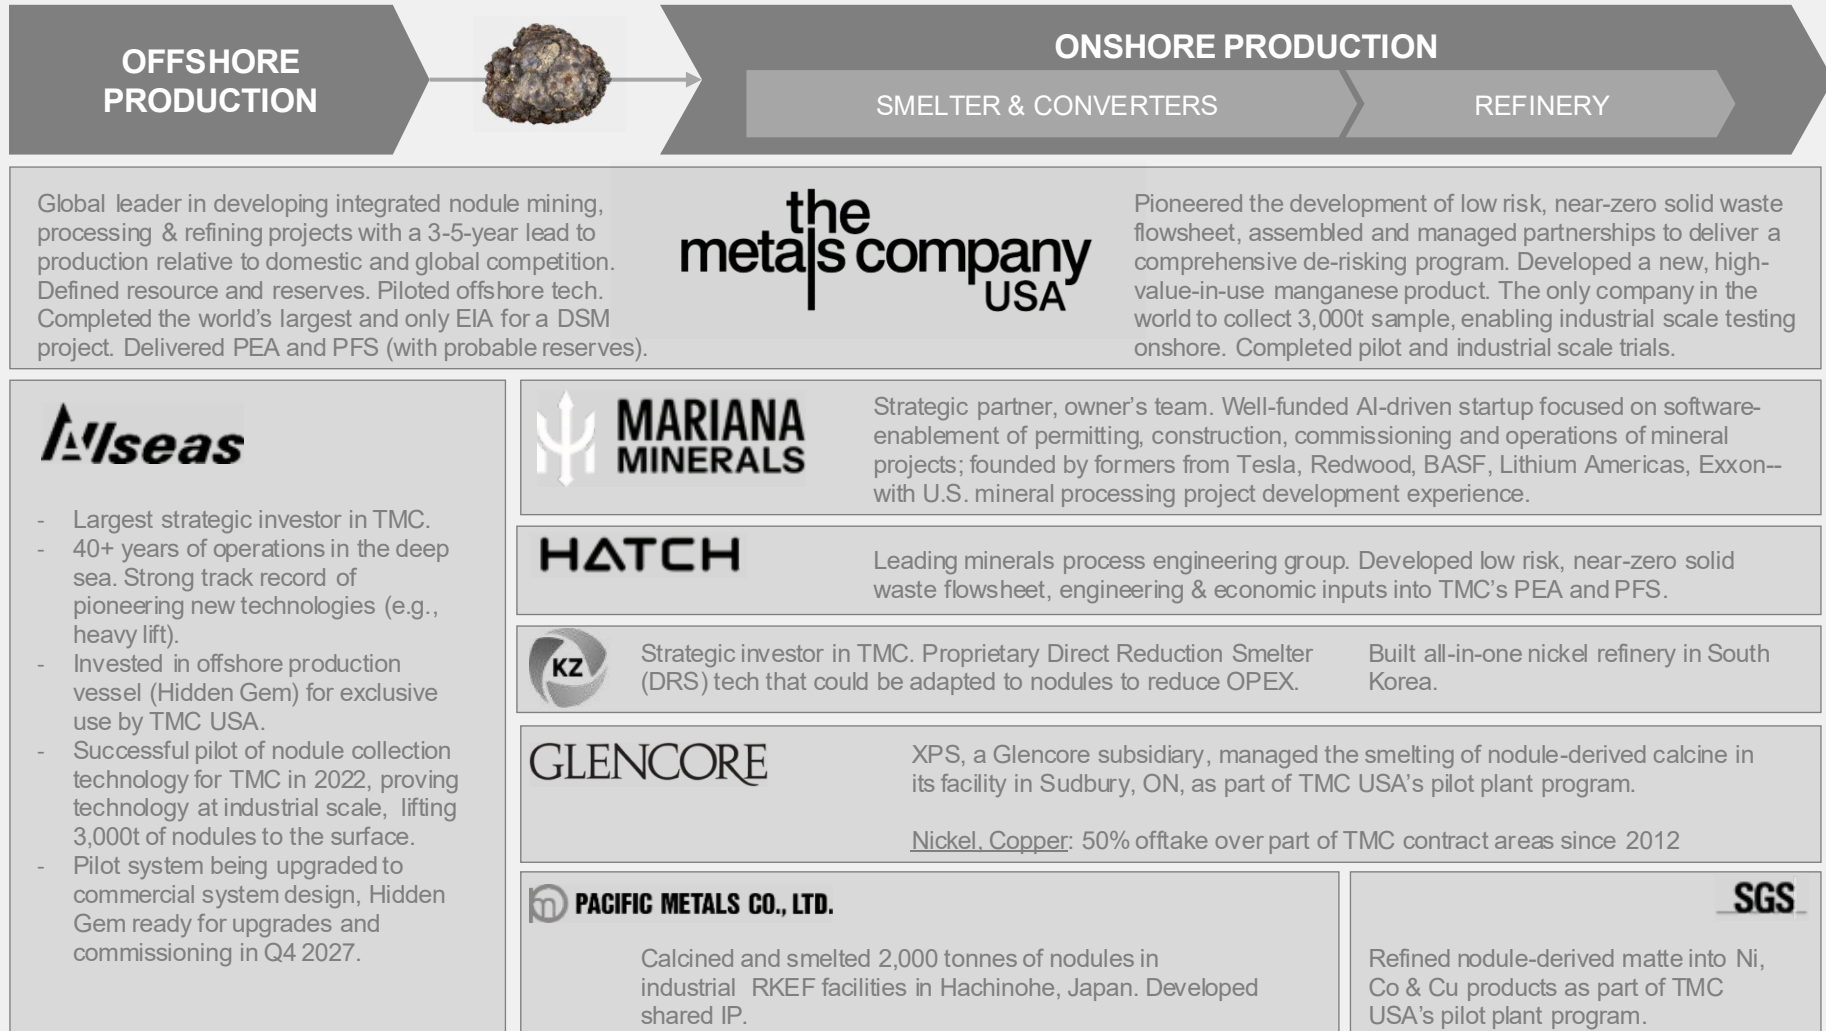 OFFSHORE
PRODUCTION
ONSHORE PRODUCTION
SMELTER & CONVERTERS
REFINERY
Global leader in developing integrated nodule mining,
processing & refining projects with a 3-5-year lead to
production relative to domestic and global competition.
Defined resource and reserves. Piloted offshore tech.
Completed the world's largest and only EIA for a DSM
project. Delivered PEA and PFS (with probable reserves).
the
metals company
USA
Pioneered the development of low risk, near-zero solid waste
flowsheet, assembled and managed partnerships to deliver a
comprehensive de-risking program. Developed a new, high-
value-in-use manganese product. The only company in the
world to collect 3,000t sample, enabling industrial scale testing
onshore. Completed pilot and industrial scale trials.
Allseas
- Largest strategic investor in TMC.
- 40+ years of operations in the deep
sea. Strong track record of
pioneering new technologies (e.g.,
heavy lift).
- Invested in offshore production
vessel (Hidden Gem) for exclusive
use by TMC USA.
- Successful pilot of nodule collection
technology for TMC in 2022, proving
technology at industrial scale, lifting
3,000t of nodules to the surface.
- Pilot system being upgraded to
commercial system design, Hidden
Gem ready for upgrades and
commissioning in Q4 2027.
MARIANA
MINERALS
Strategic partner, owner's team. Well-funded AI-driven startup focused on software-
enablement of permitting, construction, commissioning and operations of mineral
projects; founded by formers from Tesla, Redwood, BASF, Lithium Americas, Exxon--
with U.S. mineral processing project development experience.
HATCH
Leading minerals process engineering group. Developed low risk, near-zero solid
waste flowsheet, engineering & economic inputs into TMC's PEA and PFS.
KZ
Strategic investor in TMC. Proprietary Direct Reduction Smelter
(DRS) tech that could be adapted to nodules to reduce OPEX.
Built all-in-one nickel refinery in South
Korea.
GLENCORE
XPS, a Glencore subsidiary, managed the smelting of nodule-derived calcine in
its facility in Sudbury, ON, as part of TMC USA's pilot plant program.
Nickel, Copper: 50% offtake over part of TMC contract areas since 2012
PACIFIC METALS CO., LTD.
Calcined and smelted 2,000 tonnes of nodules in
industrial RKEF facilities in Hachinohe, Japan. Developed
shared IP.
SGS
Refined nodule-derived matte into Ni,
Co & Cu products as part of TMC
USA's pilot plant program.